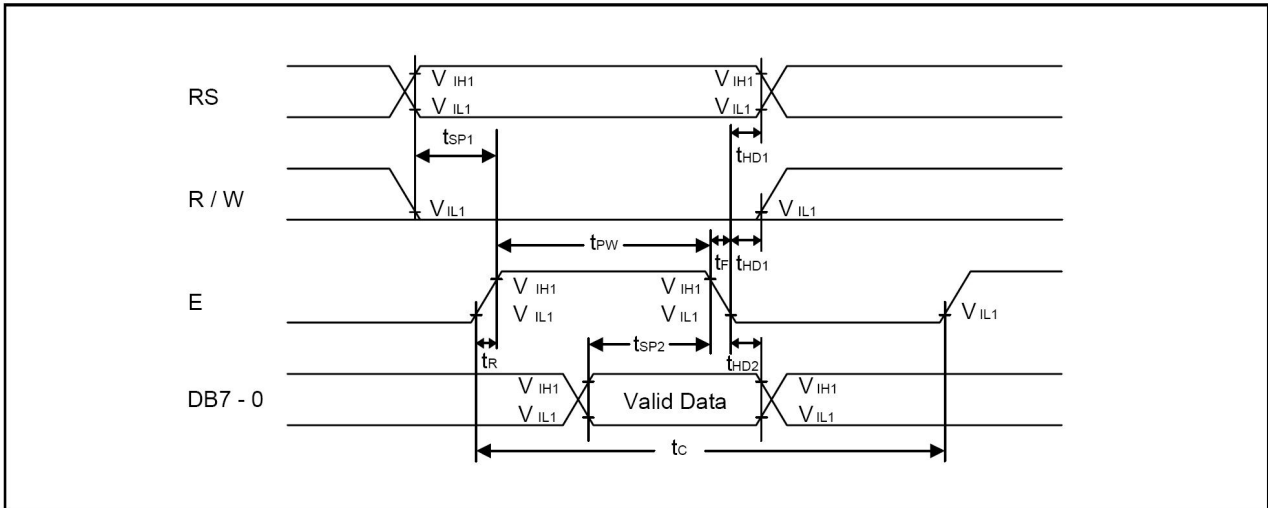 RS
V IH1
V IL1
V IH1
V IL1
tSP1
tHD1
R / W
V IL1
V IL1
tPW
tF
tHD1
E
V IH1
V IL1
V IH1
V IL1
V IL1
tR
tSP2
tHD2
DB7 - 0
V IH1
V IL1
Valid Data
V IH1
V IL1
tC